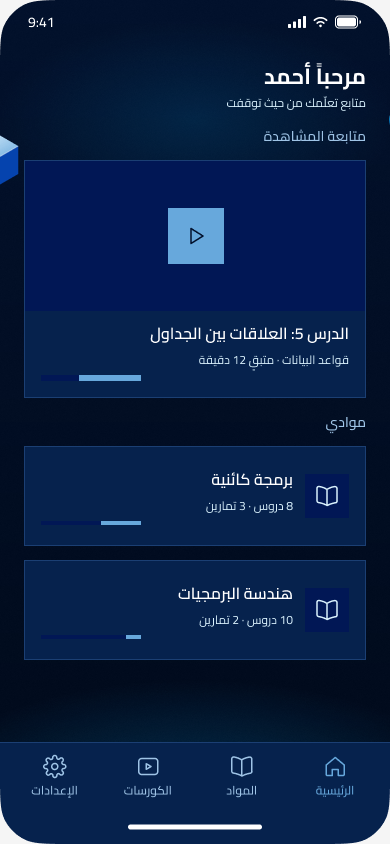 9:41
مرحباً أحمد
متابع تعلّمك من حيث توقفت
متابعة المشاهدة
الدرس 5: العلاقات بين الجداول
قواعد البيانات · متبقٍ 12 دقيقة
موادي
برمجة كائنية
8 دروس · 3 تمارين
هندسة البرمجيات
10 دروس · 2 تمارين
الرئيسية
المواد
الكورسات
الإعدادات